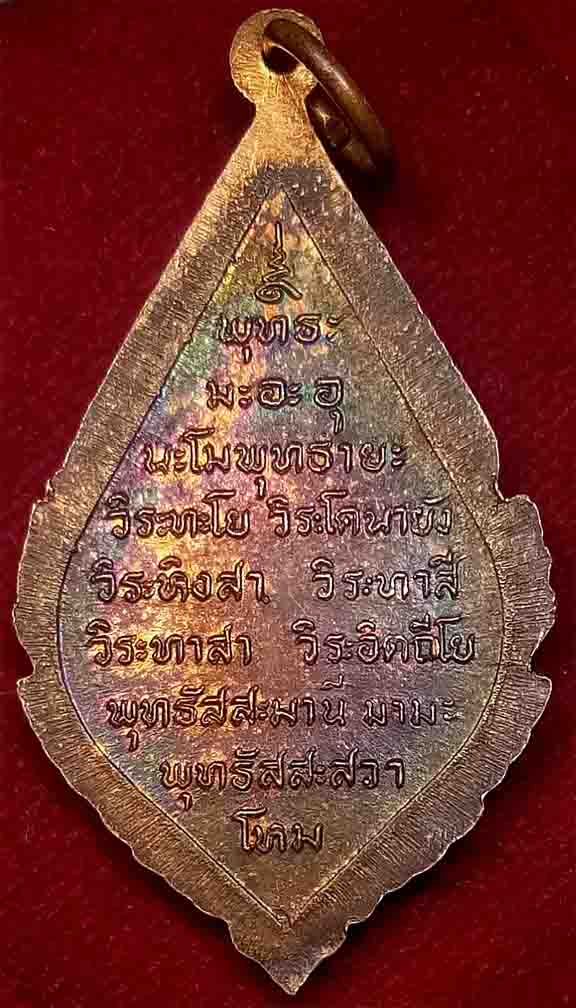 พุทธะ
มะอะอุ
นะโมพุทธายะ
วิระทะโย วิระโคนายัง
วิระหิงสา วิระทาสี
วิระทาสา วิระอิตถีโย
พุทธัสสะมานี มามะ
พุทธัสสะสวา
โหม